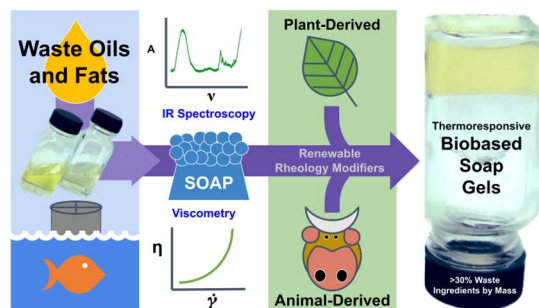 Waste Oils
and Fats
A
ν
IR Spectroscopy
SOAP
Viscometry
η
γ̇
Plant-Derived
Renewable
Rheology Modifiers
Animal-Derived
Thermoresponsive
Biobased
Soap
Gels
>30% Waste
Ingredients by Mass